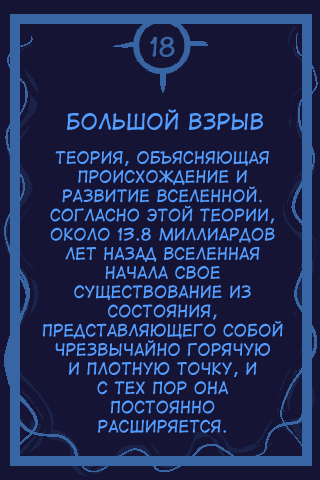 18
БОЛЬШОЙ ВЗРЫВ
ТЕОРИЯ, ОБЪЯСНЯЮЩАЯ
ПРОИСХОЖДЕНИЕ И
РАЗВИТИЕ ВСЕЛЕННОЙ.
СОГЛАСНО ЭТОЙ ТЕОРИИ,
ОКОЛО 13.8 МИЛЛИАРДОВ
ЛЕТ НАЗАД ВСЕЛЕННАЯ
НАЧАЛА СВОЕ
СУЩЕСТВОВАНИЕ ИЗ
СОСТОЯНИЯ,
ПРЕДСТАВЛЯЮЩЕГО СОБОЙ
ЧРЕЗВЫЧАЙНО ГОРЯЧУЮ
И ПЛОТНУЮ ТОЧКУ, И
С ТЕХ ПОР ОНА
ПОСТОЯННО
РАСШИРЯЕТСЯ.